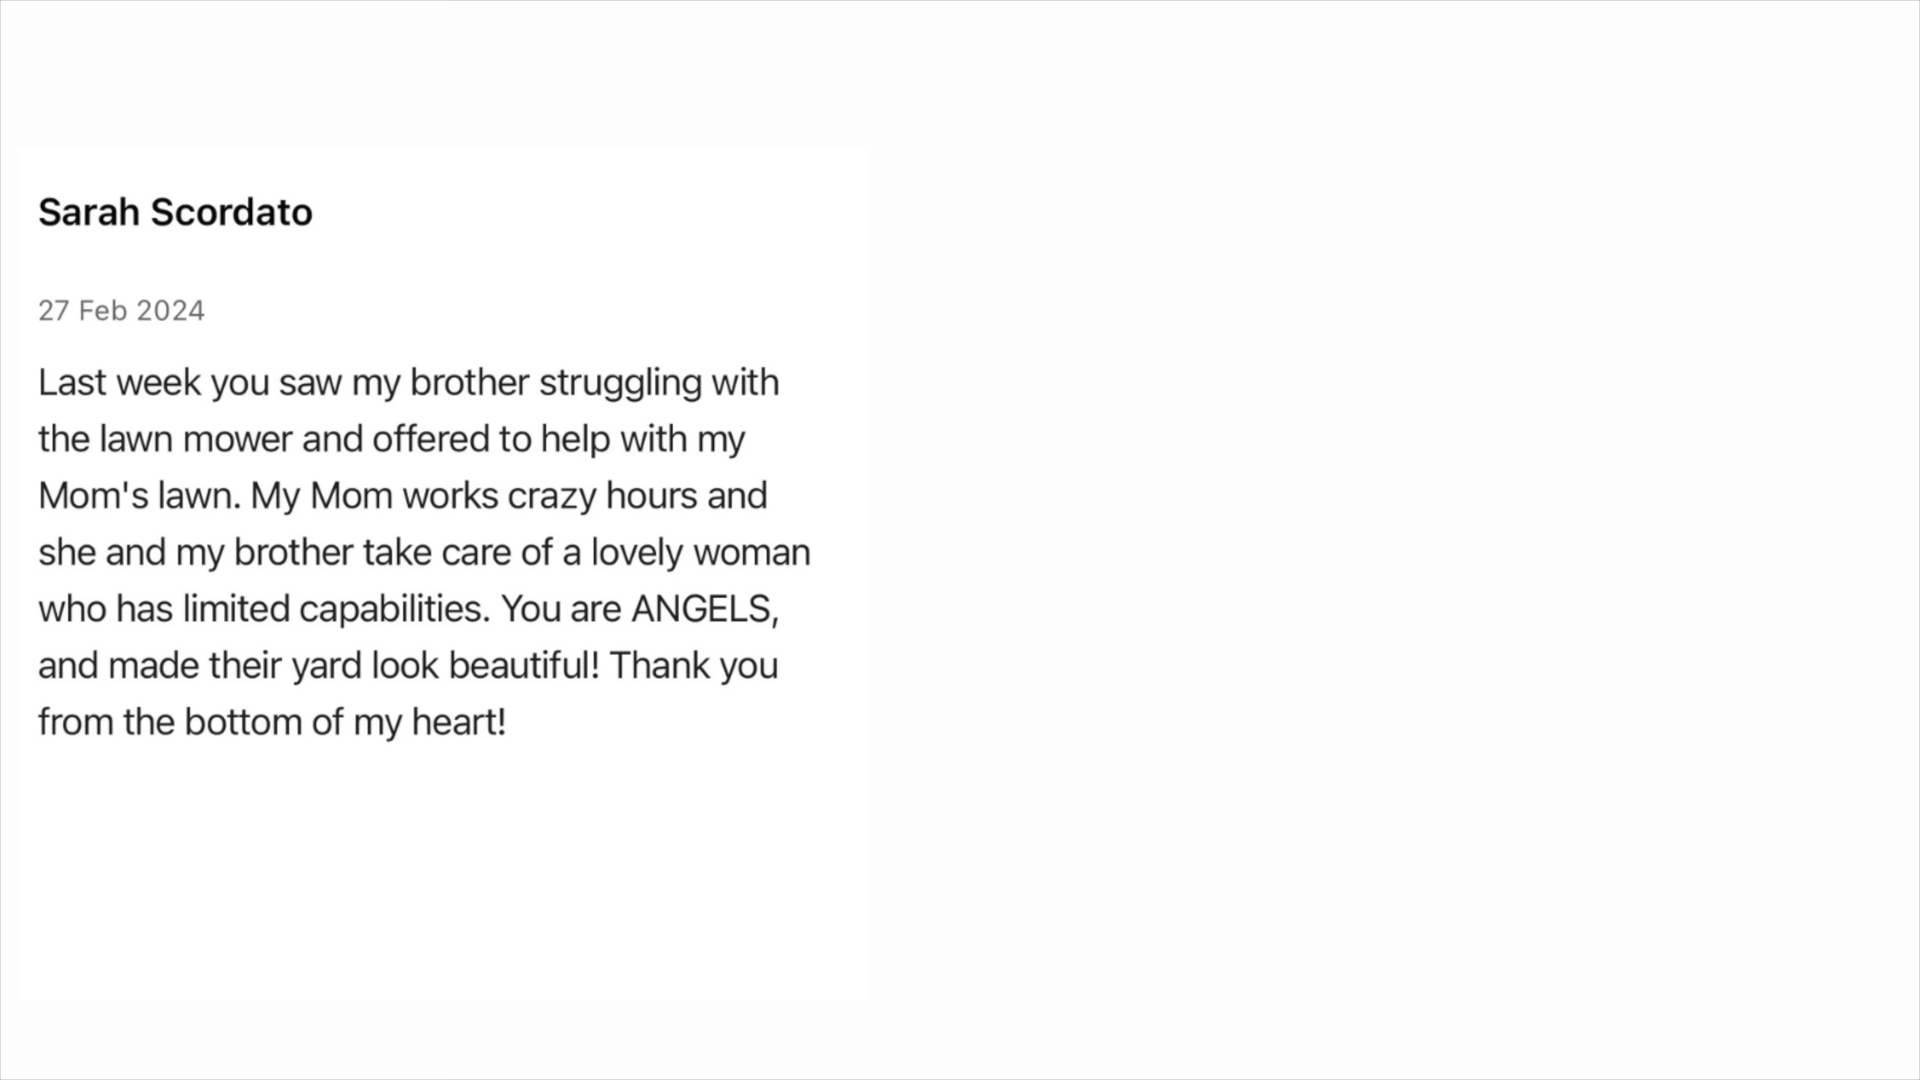 Sarah Scordato
27 Feb 2024
Last week you saw my brother struggling with
the lawn mower and offered to help with my
Mom's lawn. My Mom works crazy hours and
she and my brother take care of a lovely woman
who has limited capabilities. You are ANGELS,
and made their yard look beautiful! Thank you
from the bottom of my heart!